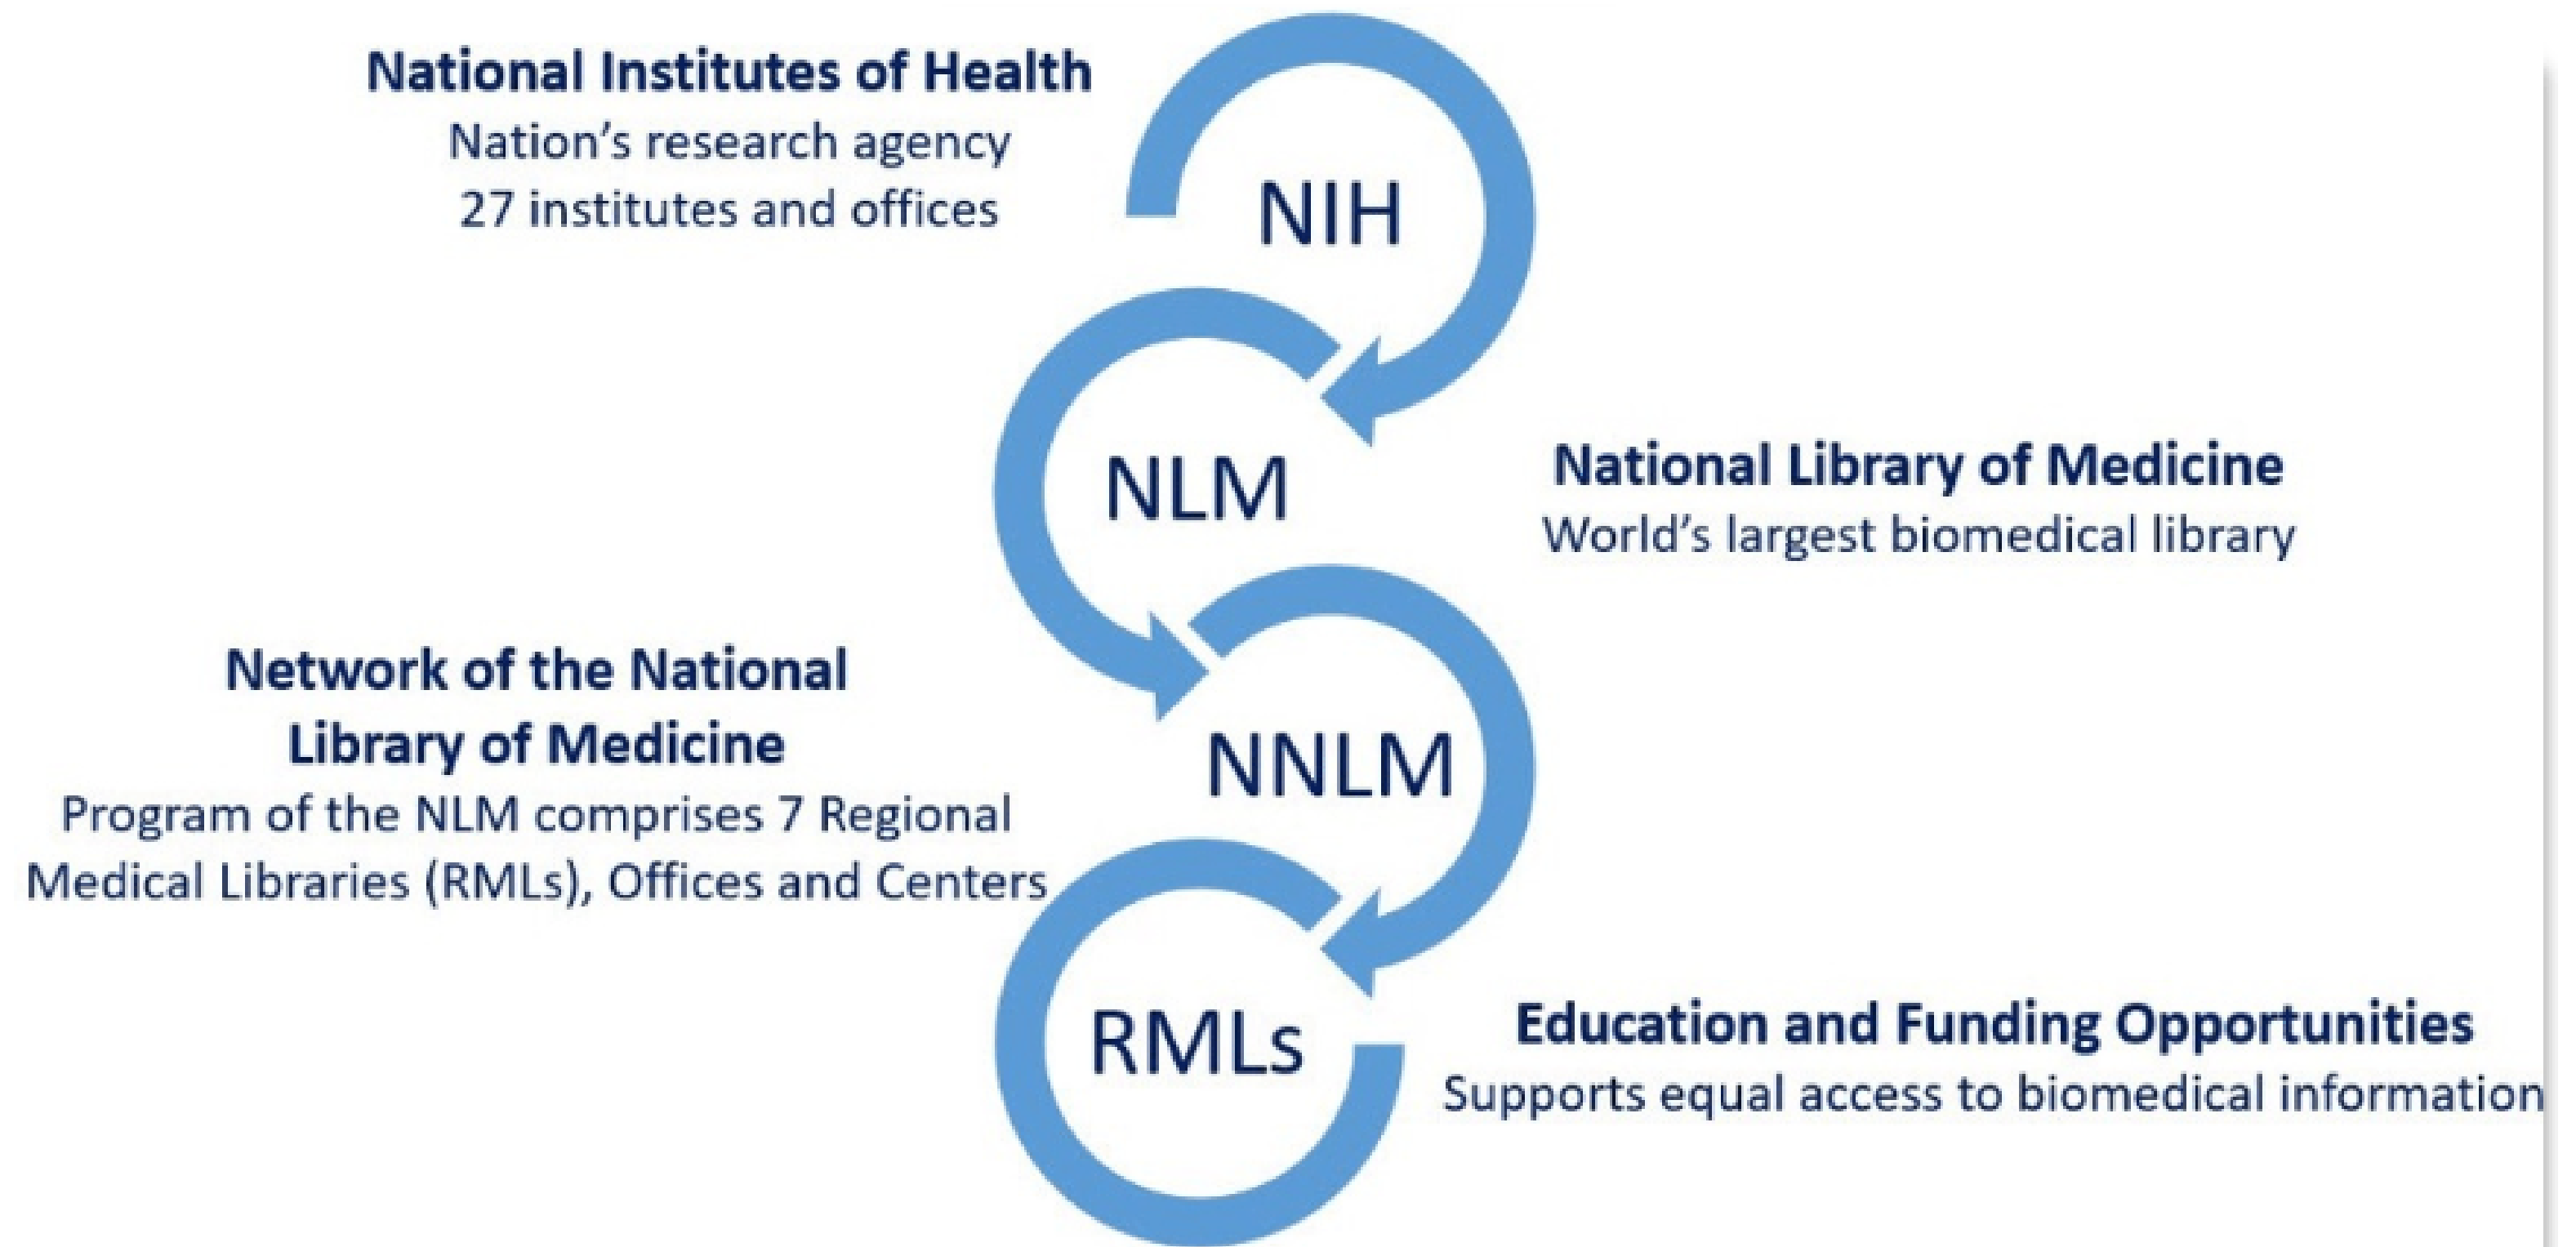 National Institutes of Health
Nation’s research agency
27 institutes and offices
NIH
NLM
National Library of Medicine
World’s largest biomedical library
Network of the National
Library of Medicine
Program of the NLM comprises 7 Regional
Medical Libraries (RMLs), Offices and Centers
NNLM
RMLs
Education and Funding Opportunities
Supports equal access to biomedical information